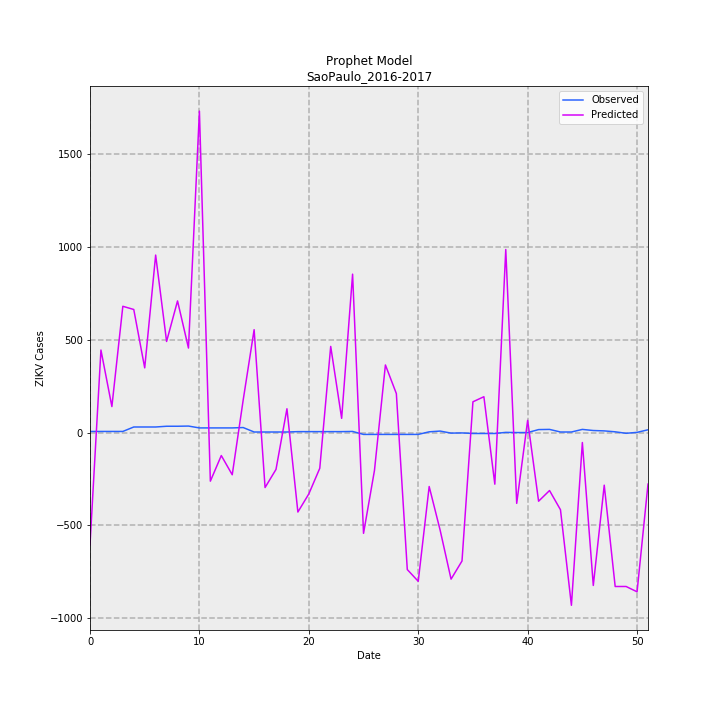 Prophet Model
SaoPaulo_2016-2017
Observed
Predicted
1500
1000
500
0
−500
−1000
ZIKV Cases
0 10 20 30 40 50
Date